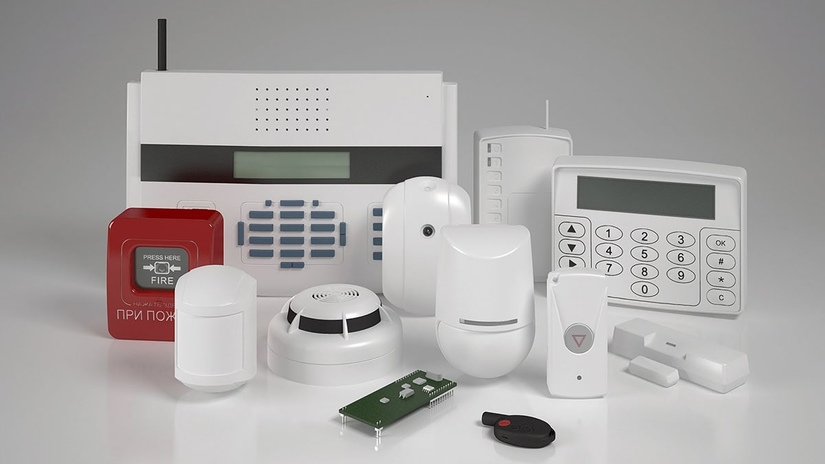 PRESS HERE
FIRE
ПРИ ПОЖ
1 2 3 OK
4 5 6 #
7 8 9 *
0 C